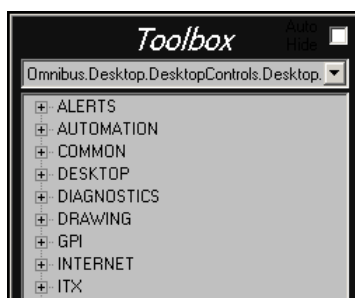 Toolbox
Auto
Hide
Omnibus.Desktop.DesktopControls.Desktop.
ALERTS
AUTOMATION
COMMON
DESKTOP
DIAGNOSTICS
DRAWING
GPI
INTERNET
ITX